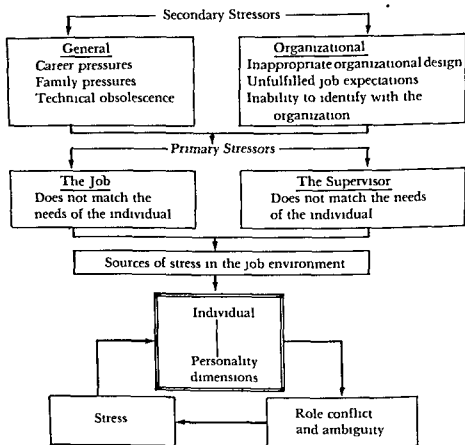 Secondary Stressors
General
Career pressures
Family pressures
Technical obsolescence
Organizational
Inappropriate organizational design
Unfulfilled job expectations
Inability to identify with the
organization
Primary Stressors
The Job
Does not match the
needs of the individual
The Supervisor
Does not match the needs
of the individual
Sources of stress in the job environment
Individual
Personality
dimensions
Stress
Role conflict
and ambiguity